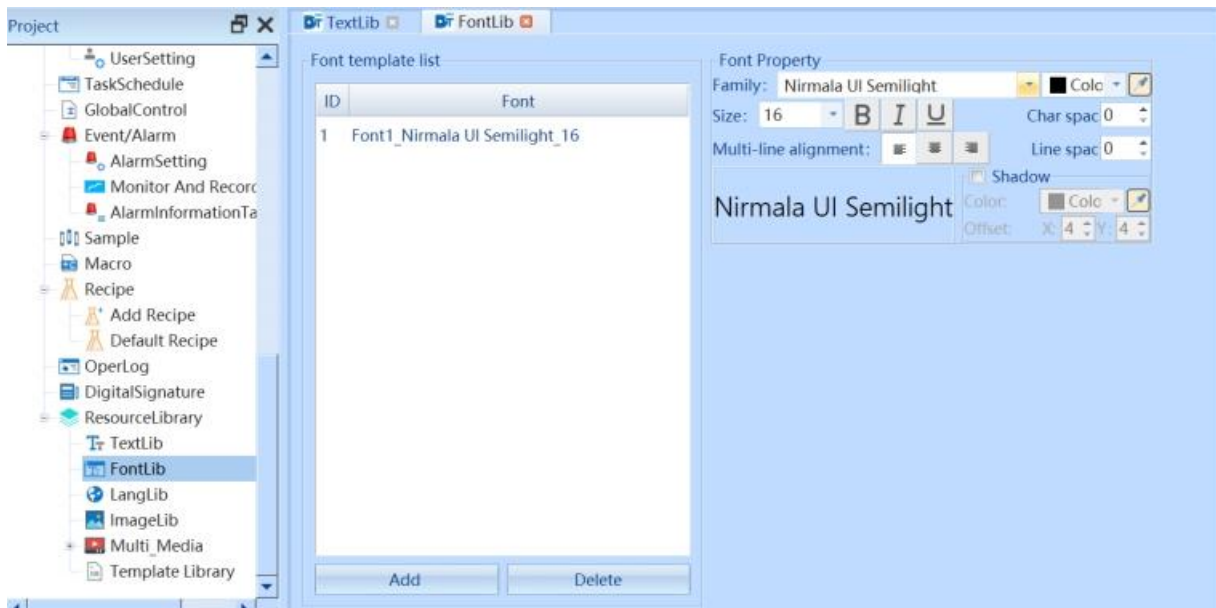 Project
UserSetting
TaskSchedule
GlobalControl
Event/Alarm
AlarmSetting
Monitor And Recorc
AlarmInformationTa
Sample
Macro
Recipe
Add Recipe
Default Recipe
OperLog
DigitalSignature
ResourceLibrary
TextLib
FontLib
LangLib
ImageLib
Multi_Media
Template Library
TextLib
FontLib
Font template list
ID Font
1 Font1_Nirmala UI Semilight_16
Add Delete
Font Property
Family: Nirmala UI Semilight Colc
Size: 16 B I U Char spac 0
Multi-line alignment: Line spac 0
Nirmala UI Semilight
Shadow
Color: Colc
Offset: X: 4 Y: 4